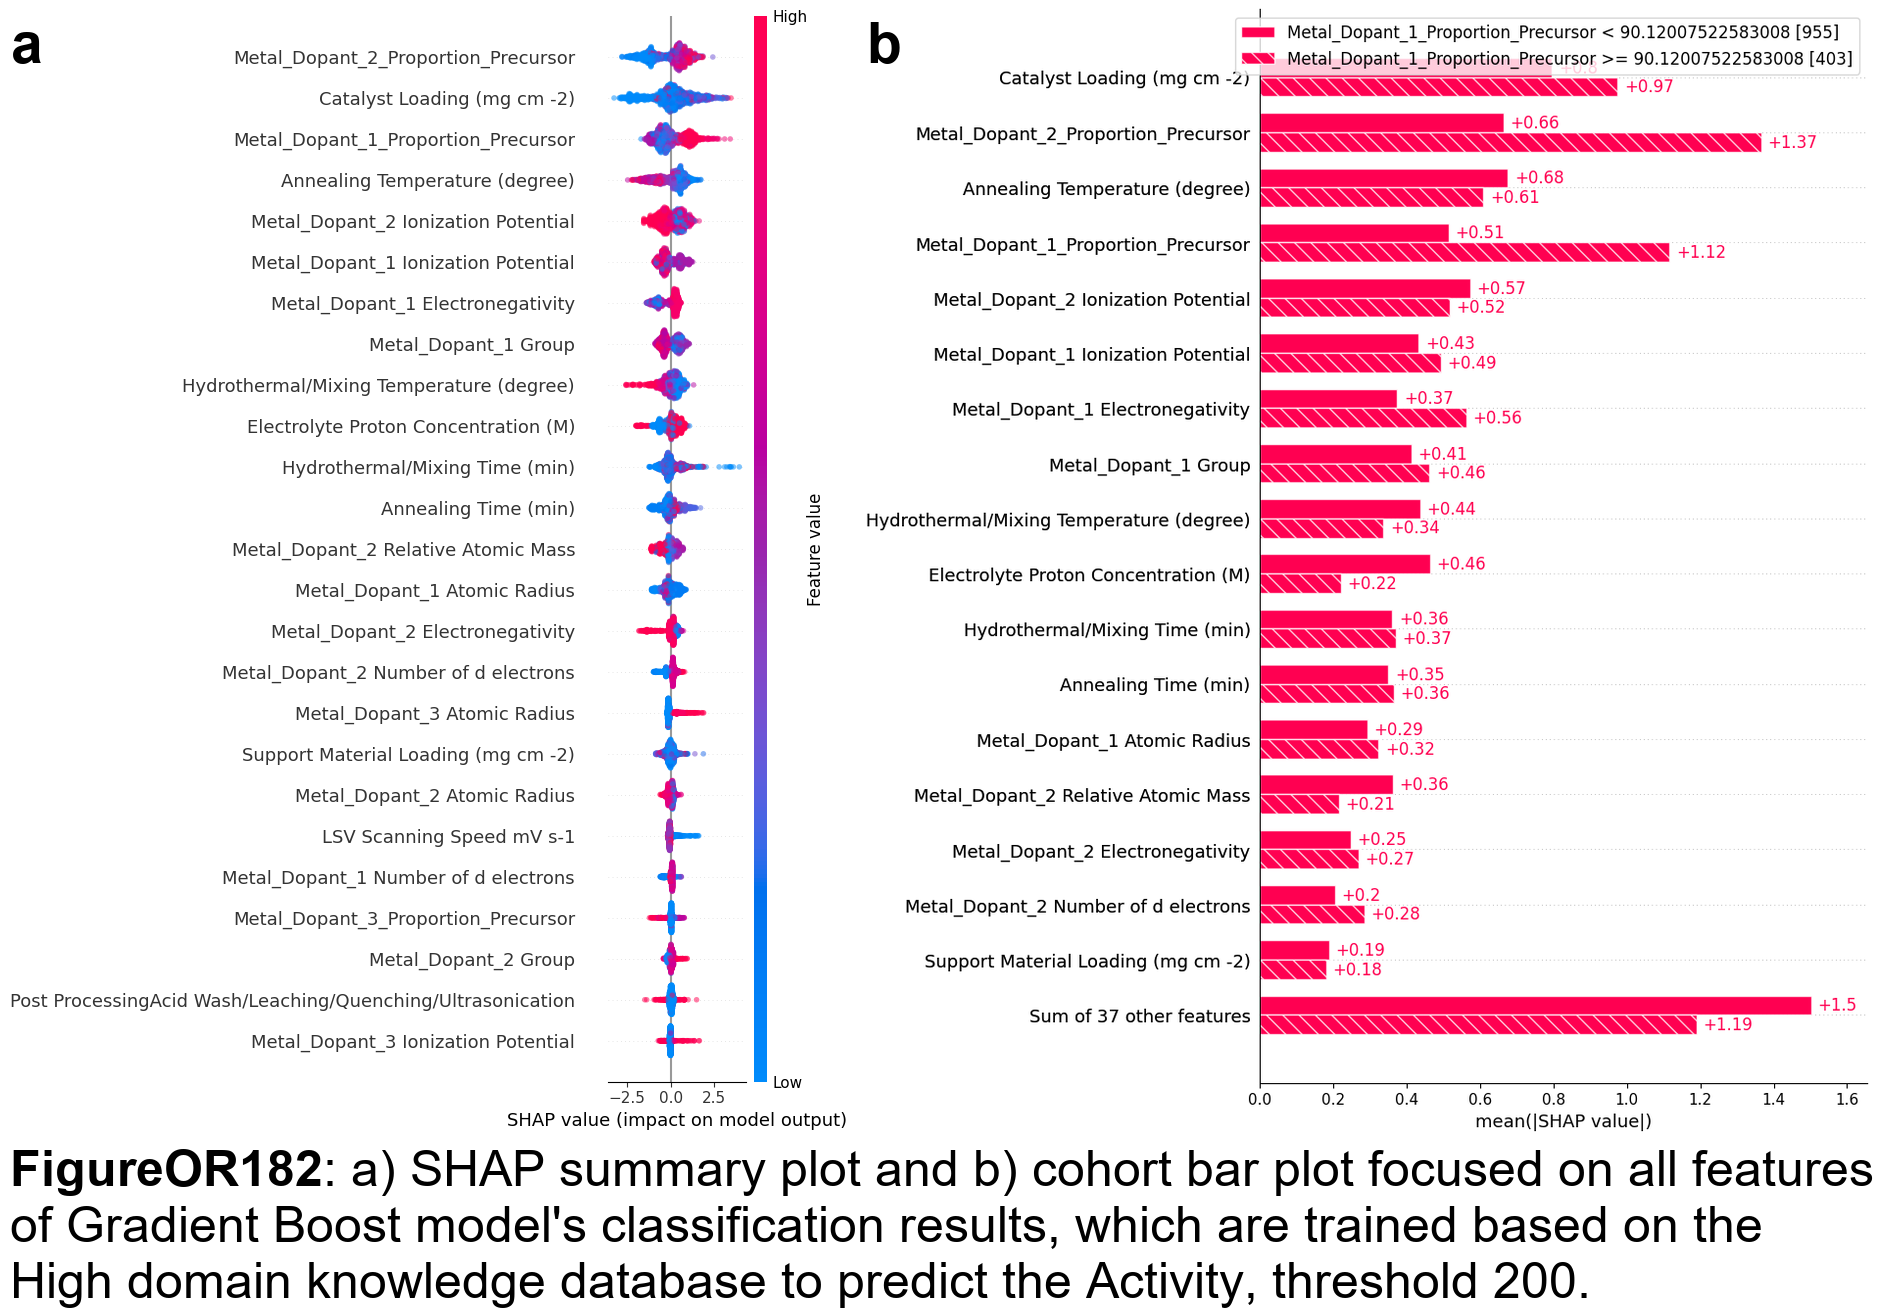 a
High
Metal_Dopant_2_Proportion_Precursor
Catalyst Loading (mg cm -2)
Metal_Dopant_1_Proportion_Precursor
Annealing Temperature (degree)
Metal_Dopant_2 Ionization Potential
Metal_Dopant_1 Ionization Potential
Metal_Dopant_1 Electronegativity
Metal_Dopant_1 Group
Hydrothermal/Mixing Temperature (degree)
Electrolyte Proton Concentration (M)
Hydrothermal/Mixing Time (min)
Annealing Time (min)
Metal_Dopant_2 Relative Atomic Mass
Metal_Dopant_1 Atomic Radius
Metal_Dopant_2 Electronegativity
Metal_Dopant_2 Number of d electrons
Metal_Dopant_3 Atomic Radius
Support Material Loading (mg cm -2)
Metal_Dopant_2 Atomic Radius
LSV Scanning Speed mV s-1
Metal_Dopant_1 Number of d electrons
Metal_Dopant_3_Proportion_Precursor
Metal_Dopant_2 Group
Post ProcessingAcid Wash/Leaching/Quenching/Ultrasonication
Metal_Dopant_3 Ionization Potential
Low
Feature value
−2.5 0.0 2.5
SHAP value (impact on model output)
b
Metal_Dopant_1_Proportion_Precursor < 90.12007522583008 [955]
Metal_Dopant_1_Proportion_Precursor >= 90.12007522583008 [403]
Catalyst Loading (mg cm -2)
+0.8
+0.97
Metal_Dopant_2_Proportion_Precursor
+0.66
+1.37
Annealing Temperature (degree)
+0.68
+0.61
Metal_Dopant_1_Proportion_Precursor
+0.51
+1.12
Metal_Dopant_2 Ionization Potential
+0.57
+0.52
Metal_Dopant_1 Ionization Potential
+0.43
+0.49
Metal_Dopant_1 Electronegativity
+0.37
+0.56
Metal_Dopant_1 Group
+0.41
+0.46
Hydrothermal/Mixing Temperature (degree)
+0.44
+0.34
Electrolyte Proton Concentration (M)
+0.46
+0.22
Hydrothermal/Mixing Time (min)
+0.36
+0.37
Annealing Time (min)
+0.35
+0.36
Metal_Dopant_1 Atomic Radius
+0.29
+0.32
Metal_Dopant_2 Relative Atomic Mass
+0.36
+0.21
Metal_Dopant_2 Electronegativity
+0.25
+0.27
Metal_Dopant_2 Number of d electrons
+0.2
+0.28
Support Material Loading (mg cm -2)
+0.19
+0.18
Sum of 37 other features
+1.5
+1.19
0.0 0.2 0.4 0.6 0.8 1.0 1.2 1.4 1.6
mean(|SHAP value|)
FigureOR182: a) SHAP summary plot and b) cohort bar plot focused on all features
of Gradient Boost model's classification results, which are trained based on the
High domain knowledge database to predict the Activity, threshold 200.